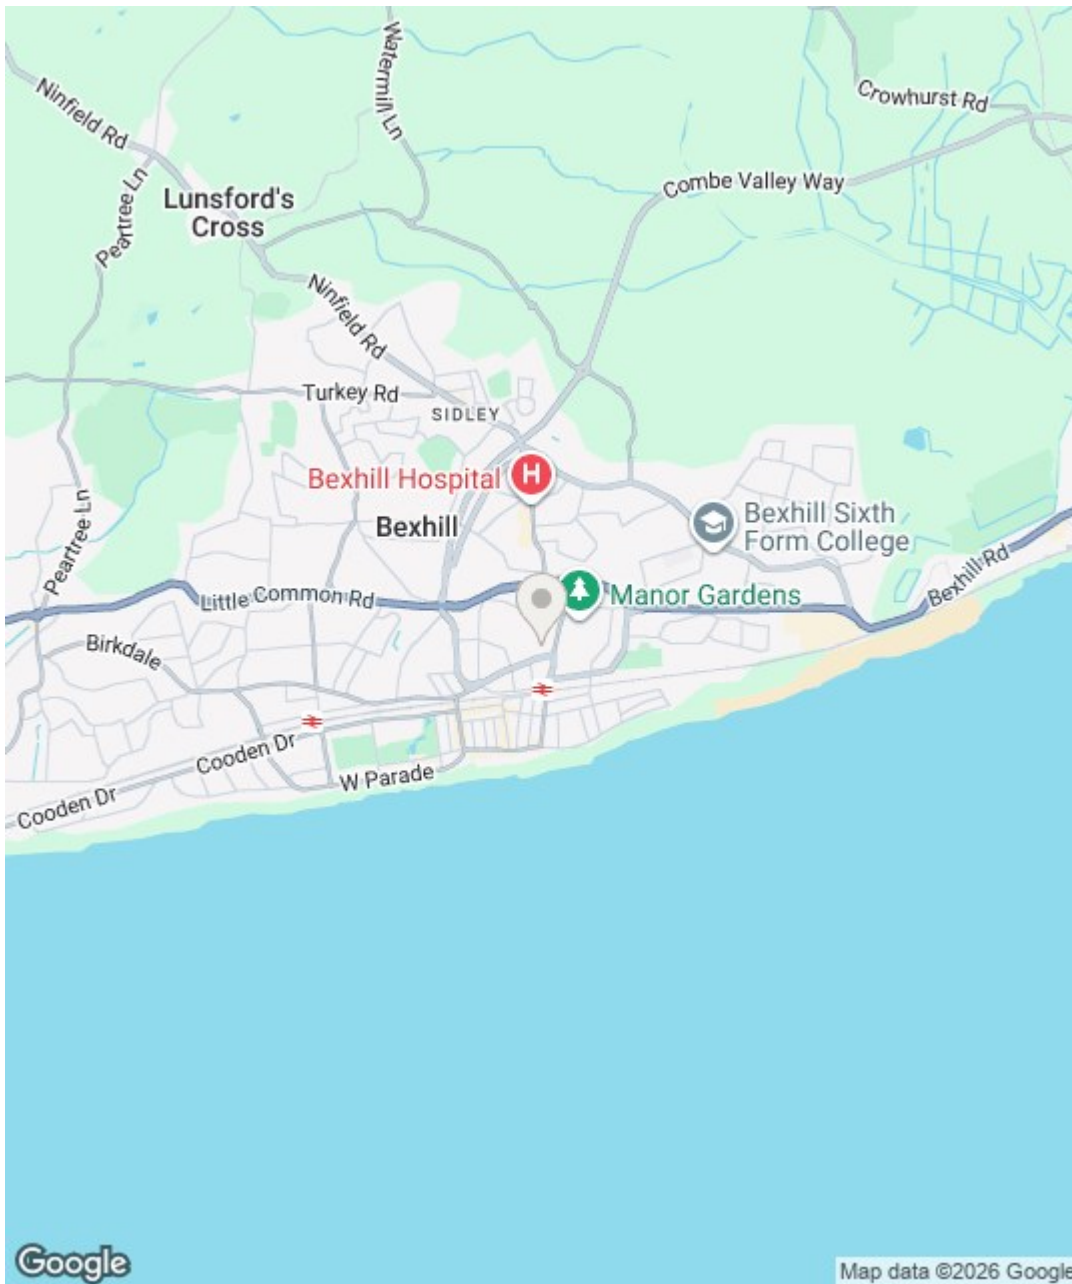 Ninfield Rd
Watermill Ln
Crowhurst Rd
Peartree Ln
Lunsford's
Cross
Combe Valley Way
Ninfield Rd
Turkey Rd
SIDLEY
Bexhill Hospital
H
Bexhill
Peartree Ln
Bexhill Sixth
Form College
Bexhill Rd
Little Common Rd
Manor Gardens
Birkdale
Cooden Dr
W Parade
Cooden Dr
Google
Map data ©2026 Google